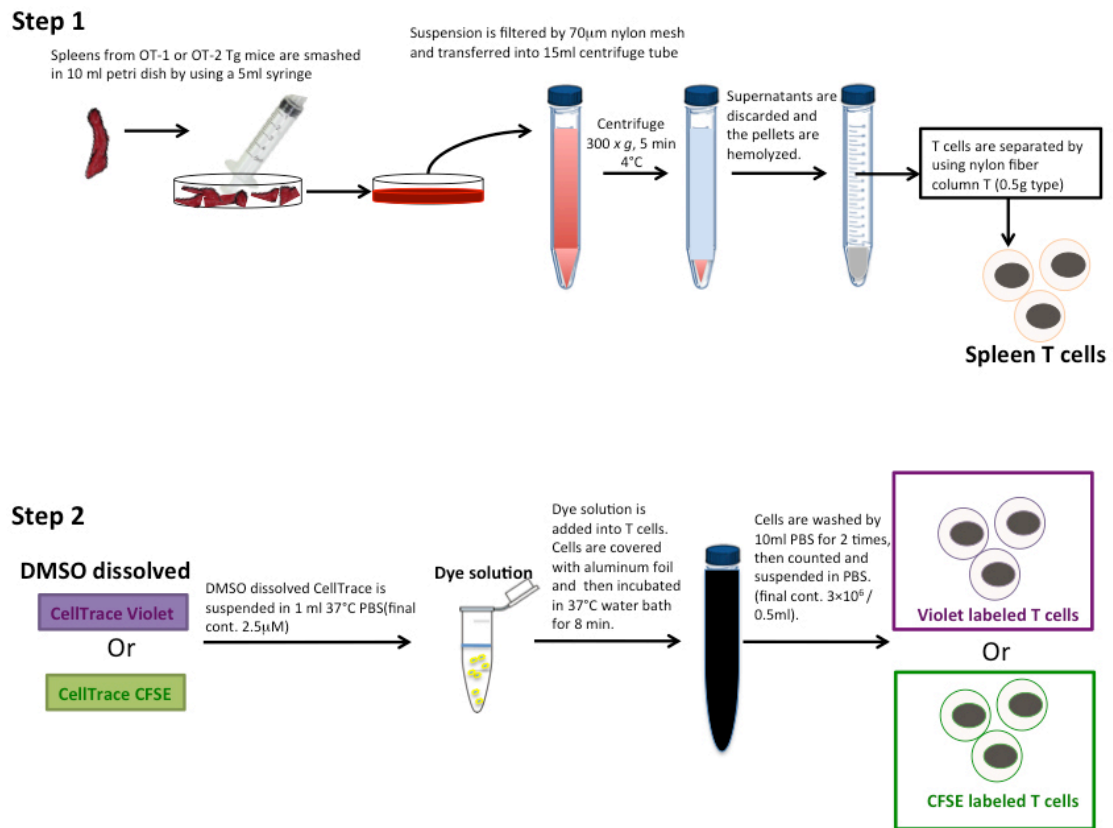 Step 1
Spleens from OT-1 or OT-2 Tg mice are smashed
in 10 ml petri dish by using a 5ml syringe
Suspension is filtered by 70μm nylon mesh
and transferred into 15ml centrifuge tube
Centrifuge
300 x g, 5 min
4°C
Supernatants are
discarded and
the pellets are
hemolyzed.
T cells are separated by
using nylon fiber
column T (0.5g type)
Spleen T cells
Step 2
DMSO dissolved
CellTrace Violet
Or
CellTrace CFSE
DMSO dissolved CellTrace is
suspended in 1 ml 37°C PBS(final
cont. 2.5μM)
Dye solution
Dye solution is
added into T cells.
Cells are covered
with aluminum foil
and then incubated
in 37°C water bath
for 8 min.
Cells are washed by
10ml PBS for 2 times,
then counted and
suspended in PBS.
(final cont. 3×10⁶ /
0.5ml).
Violet labeled T cells
Or
CFSE labeled T cells